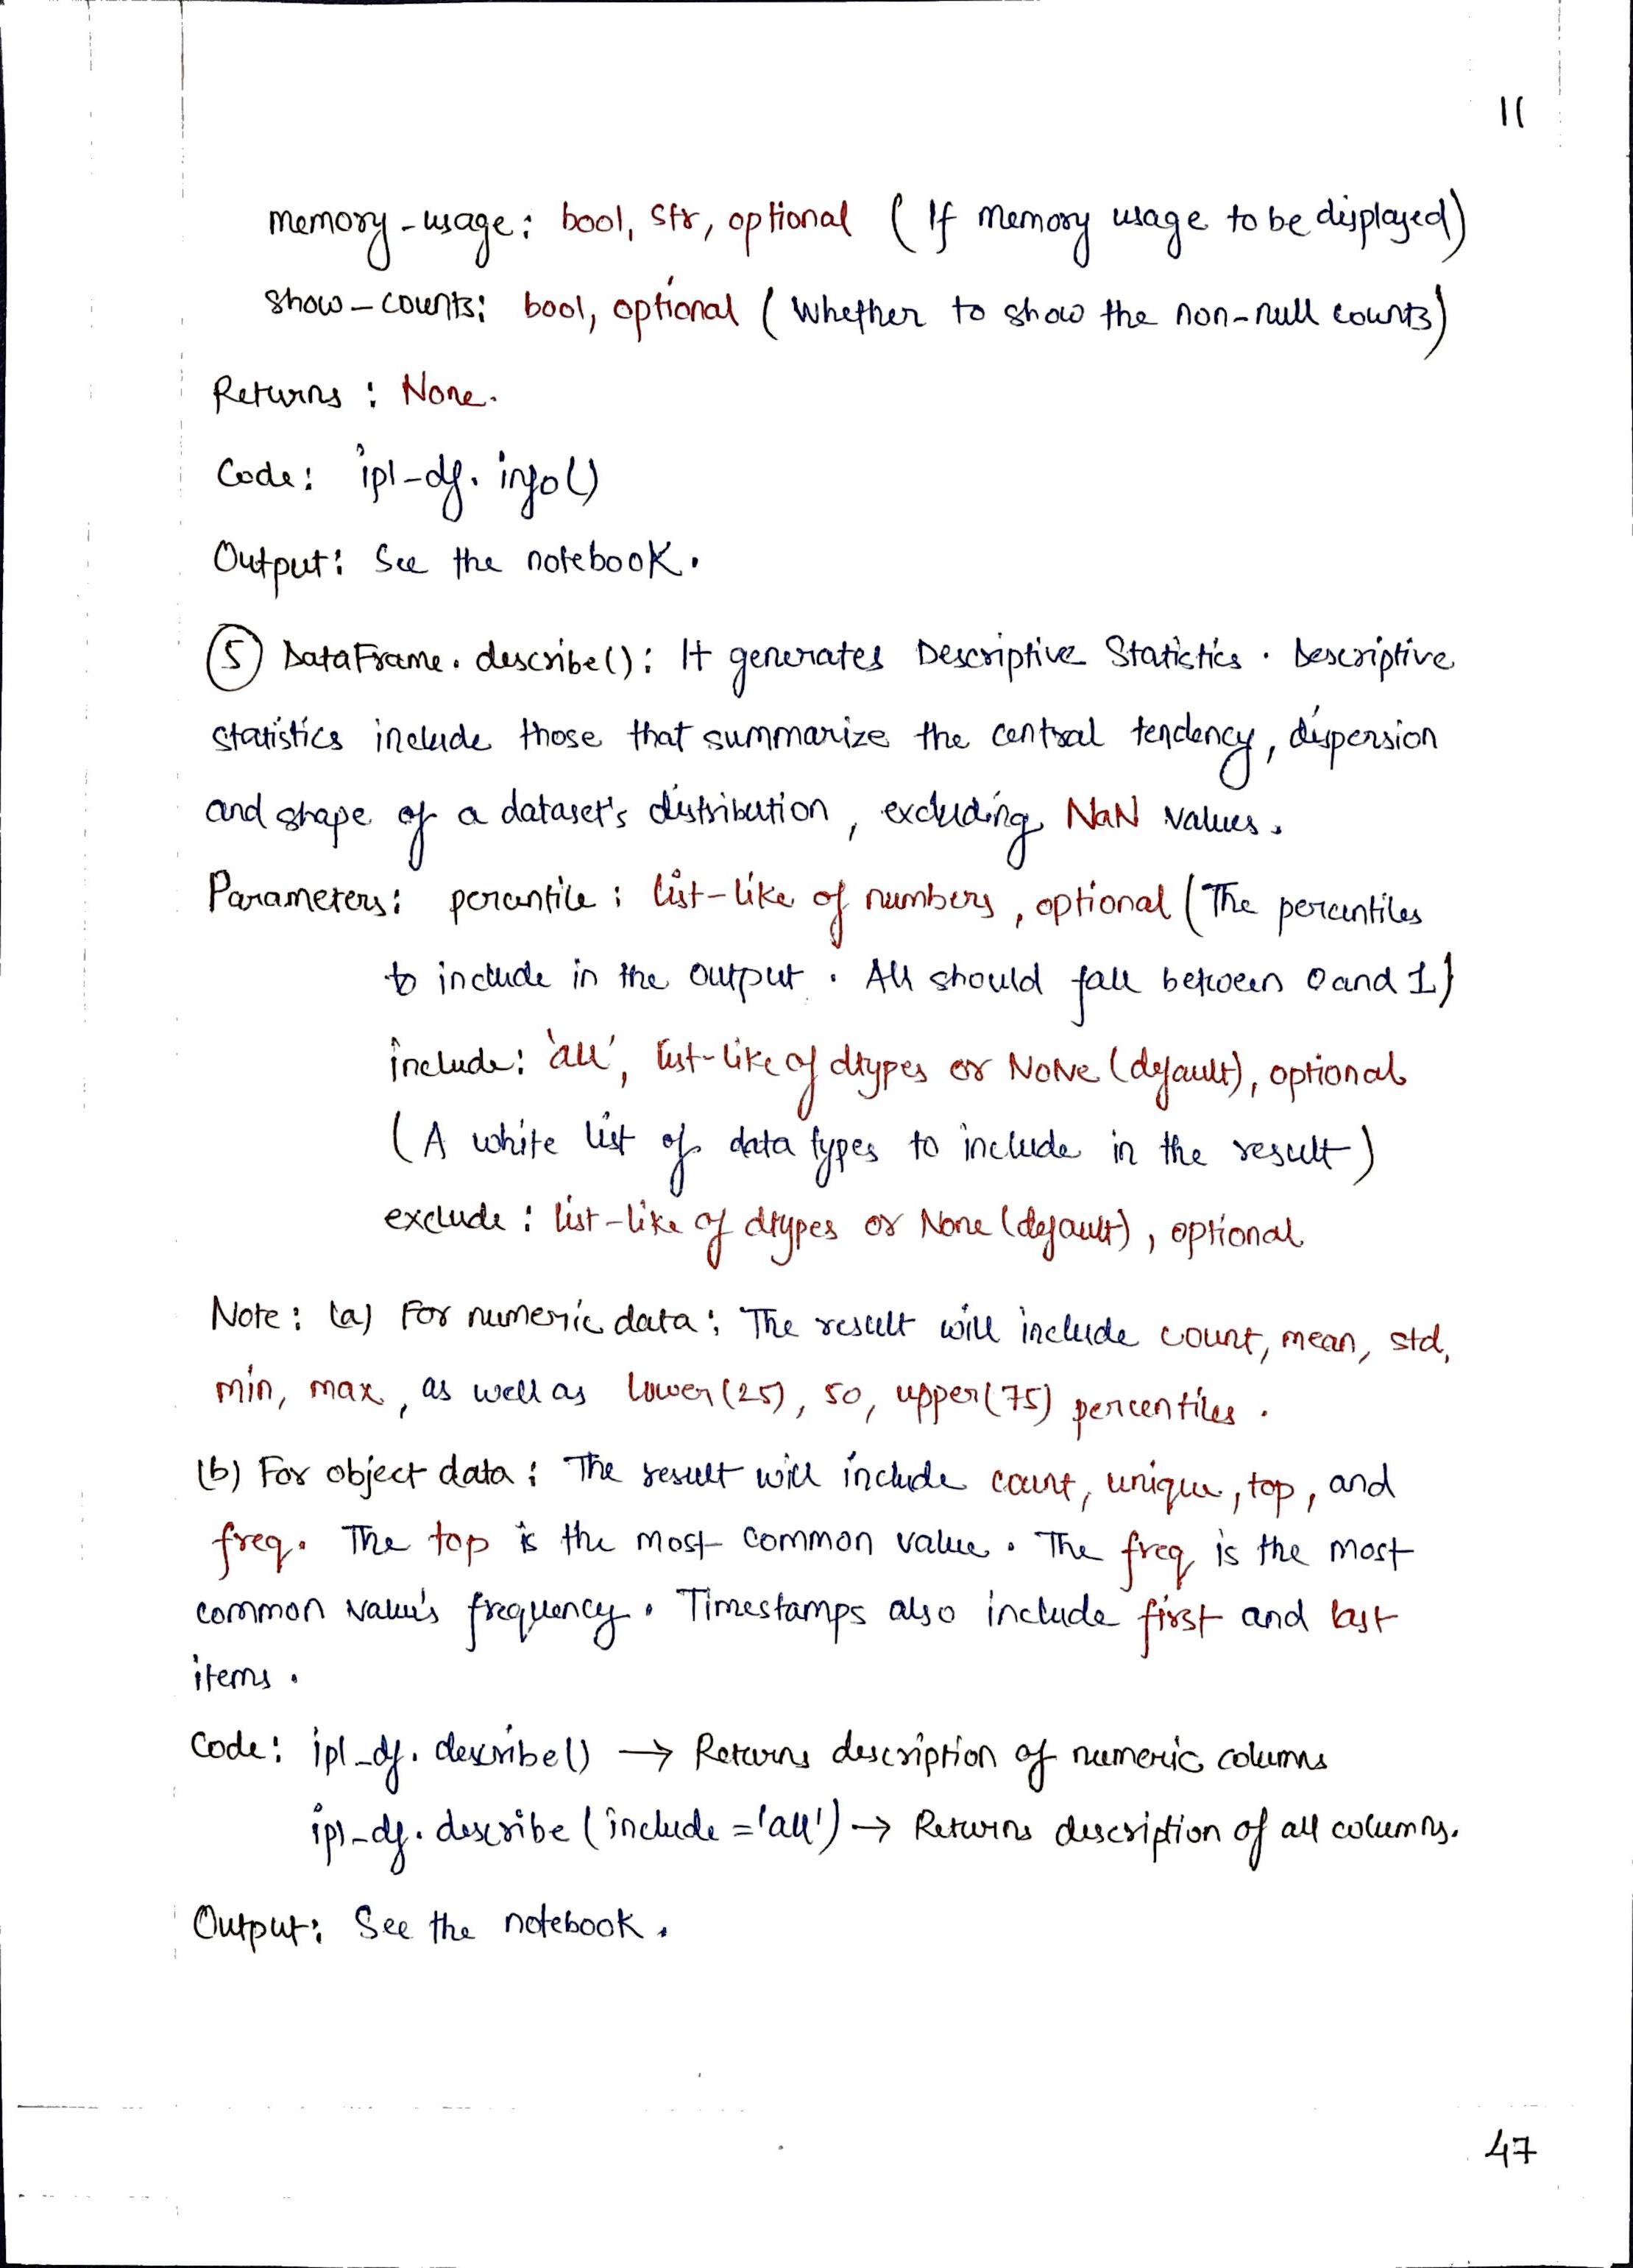 11
memory-usage: bool, str, optional (If memory usage to be displayed)
show-counts: bool, optional (Whether to show the non-null counts)
Returns: None.
Code: ipl-df.info()
Output: See the notebook.
5 DataFrame.describe(): It generates Descriptive Statistics. Descriptive
statistics include those that summarize the central tendency, dispersion
and shape of a dataset's distribution, excluding NaN values.
Parameters: percentile: list-like of numbers, optional (The percentiles
to include in the output. All should fall between 0 and 1)
include: 'all', list-like of dtypes or None (default), optional
(A white list of data types to include in the result)
exclude: list-like of dtypes or None (default), optional
Note: (a) For numeric data: The result will include count, mean, std,
min, max, as well as lower(25), 50, upper(75) percentiles.
(b) For object data: The result will include count, unique, top, and
freq. The top is the most common value. The freq is the most
common value's frequency. Timestamps also include first and last
items.
Code: ipl_df.describe() → Returns description of numeric columns
ipl-df.describe(include='all') → Returns description of all columns.
Output: See the notebook.
47